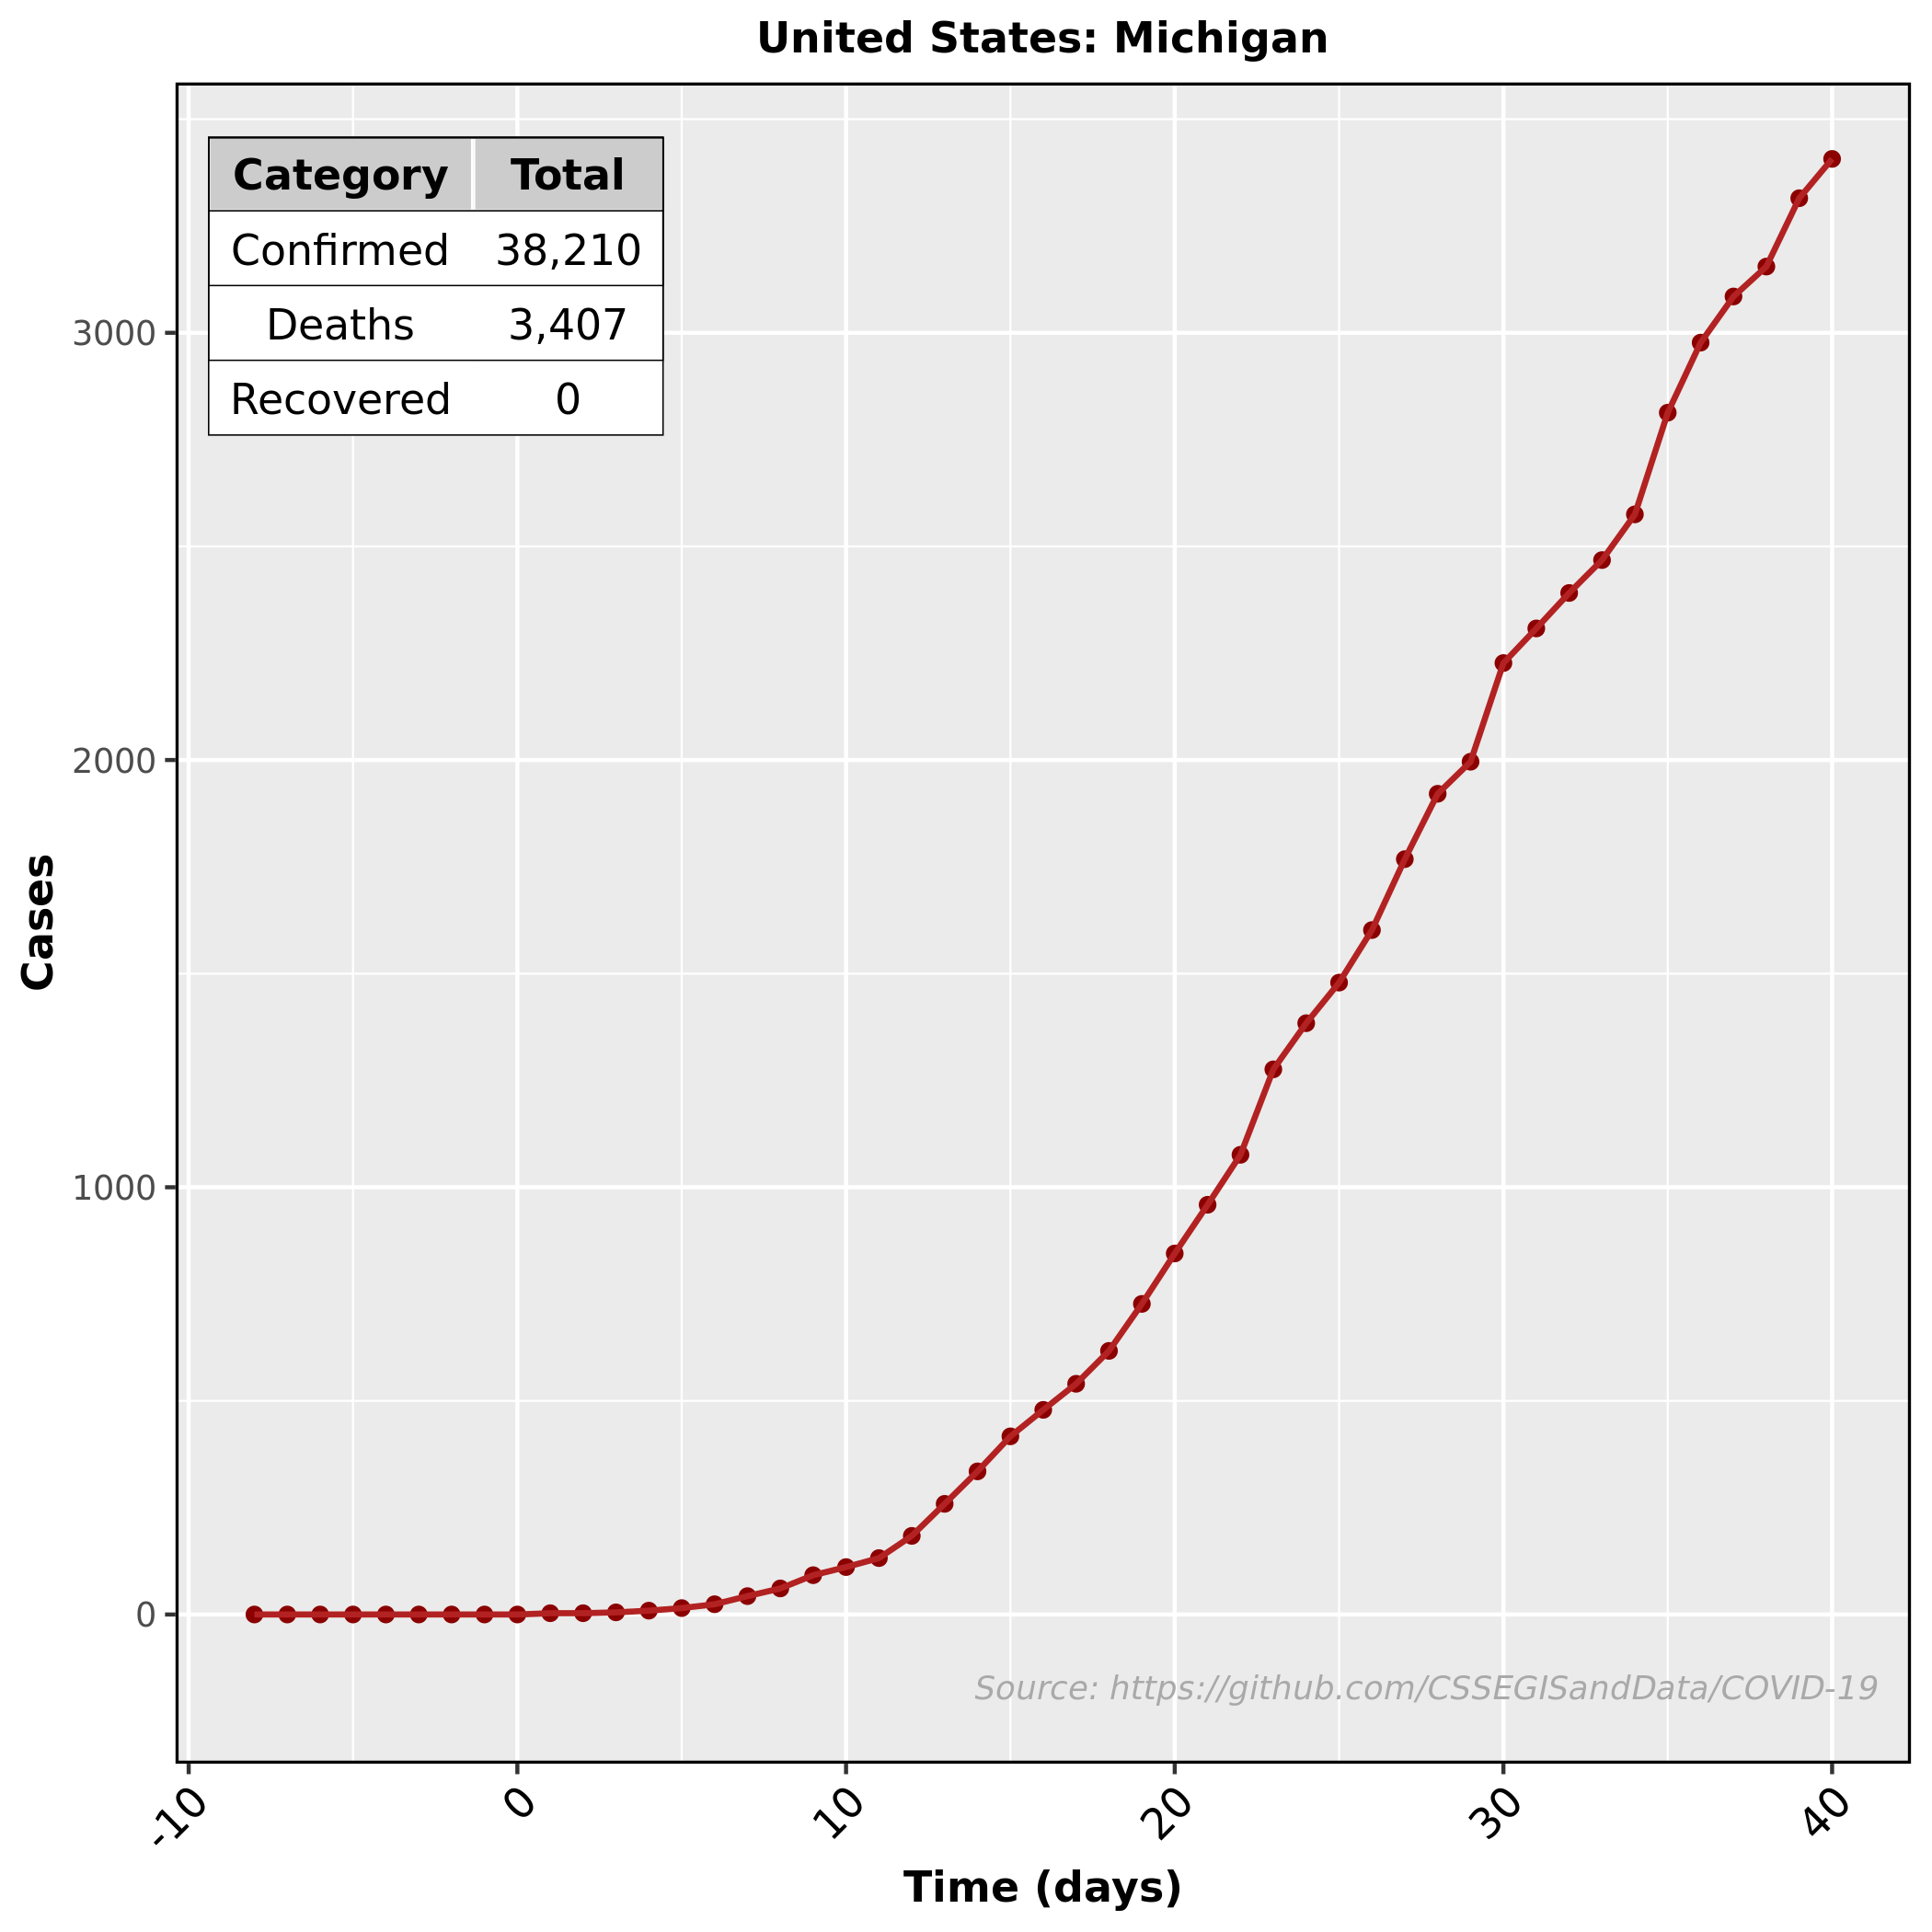 United States: Michigan
Category Total
Confirmed 38,210
Deaths 3,407
Recovered 0
3000
2000
1000
0
Cases
Source: https://github.com/CSSEGISandData/COVID-19
-10 0 10 20 30 40
Time (days)